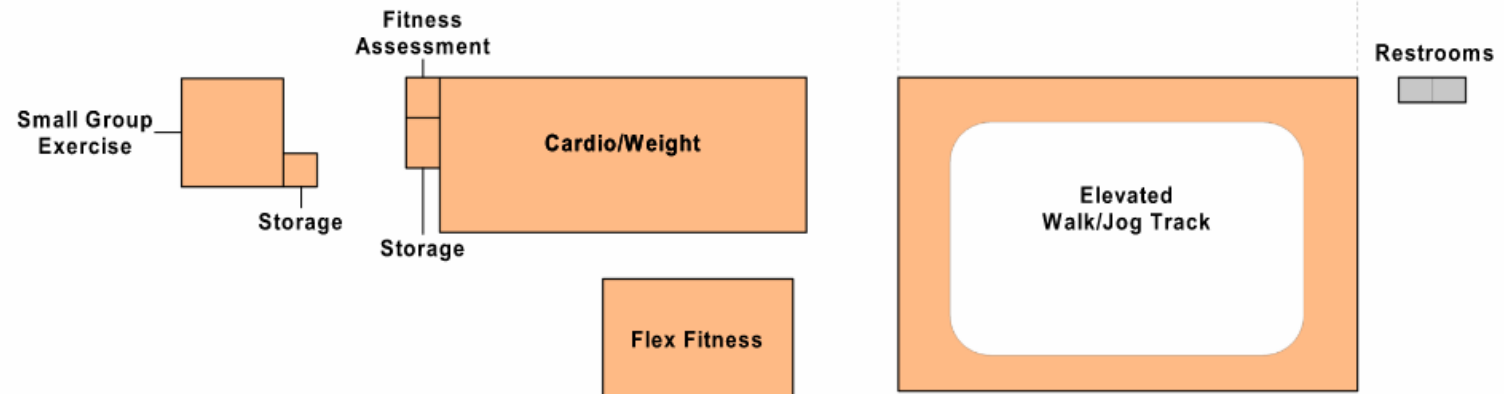 Fitness
Assessment
Restrooms
Small Group
Exercise
Cardio/Weight
Elevated
Walk/Jog Track
Storage
Storage
Flex Fitness